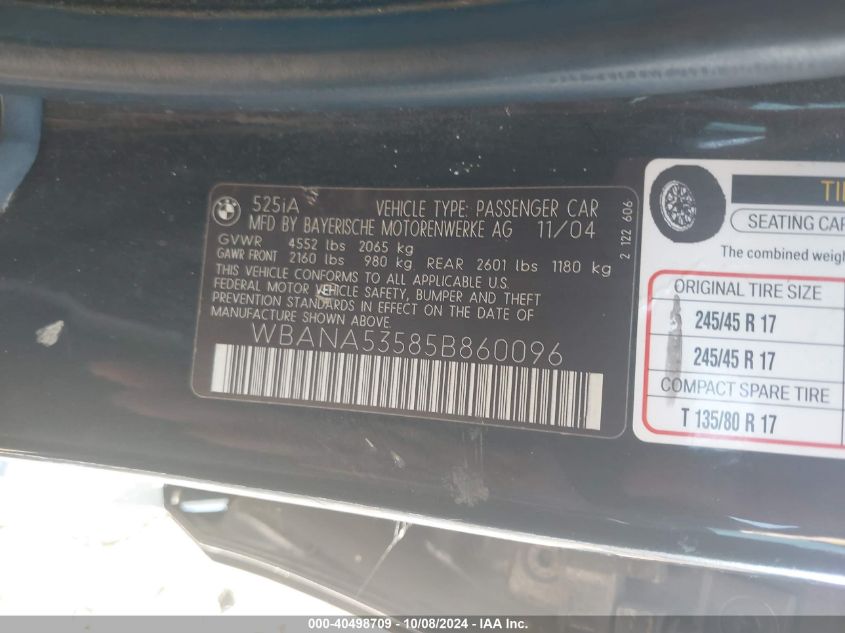 525iA VEHICLE TYPE: PASSENGER CAR
MFD BY BAYERISCHE MOTORENWERKE AG 11/04
GVWR 4552 lbs 2065 kg
GAWR FRONT 2160 lbs 980 kg REAR 2601 lbs 1180 kg
THIS VEHICLE CONFORMS TO ALL APPLICABLE U.S.
FEDERAL MOTOR VEHICLE SAFETY, BUMPER AND THEFT
PREVENTION STANDARDS IN EFFECT ON THE DATE OF
MANUFACTURE SHOWN ABOVE.
WBANA53585B860096
2 122 606
TI
SEATING CAP
The combined weigh
ORIGINAL TIRE SIZE
245/45 R 17
245/45 R 17
COMPACT SPARE TIRE
T 135/80 R 17
000-40498709 - 10/08/2024 - IAA Inc.